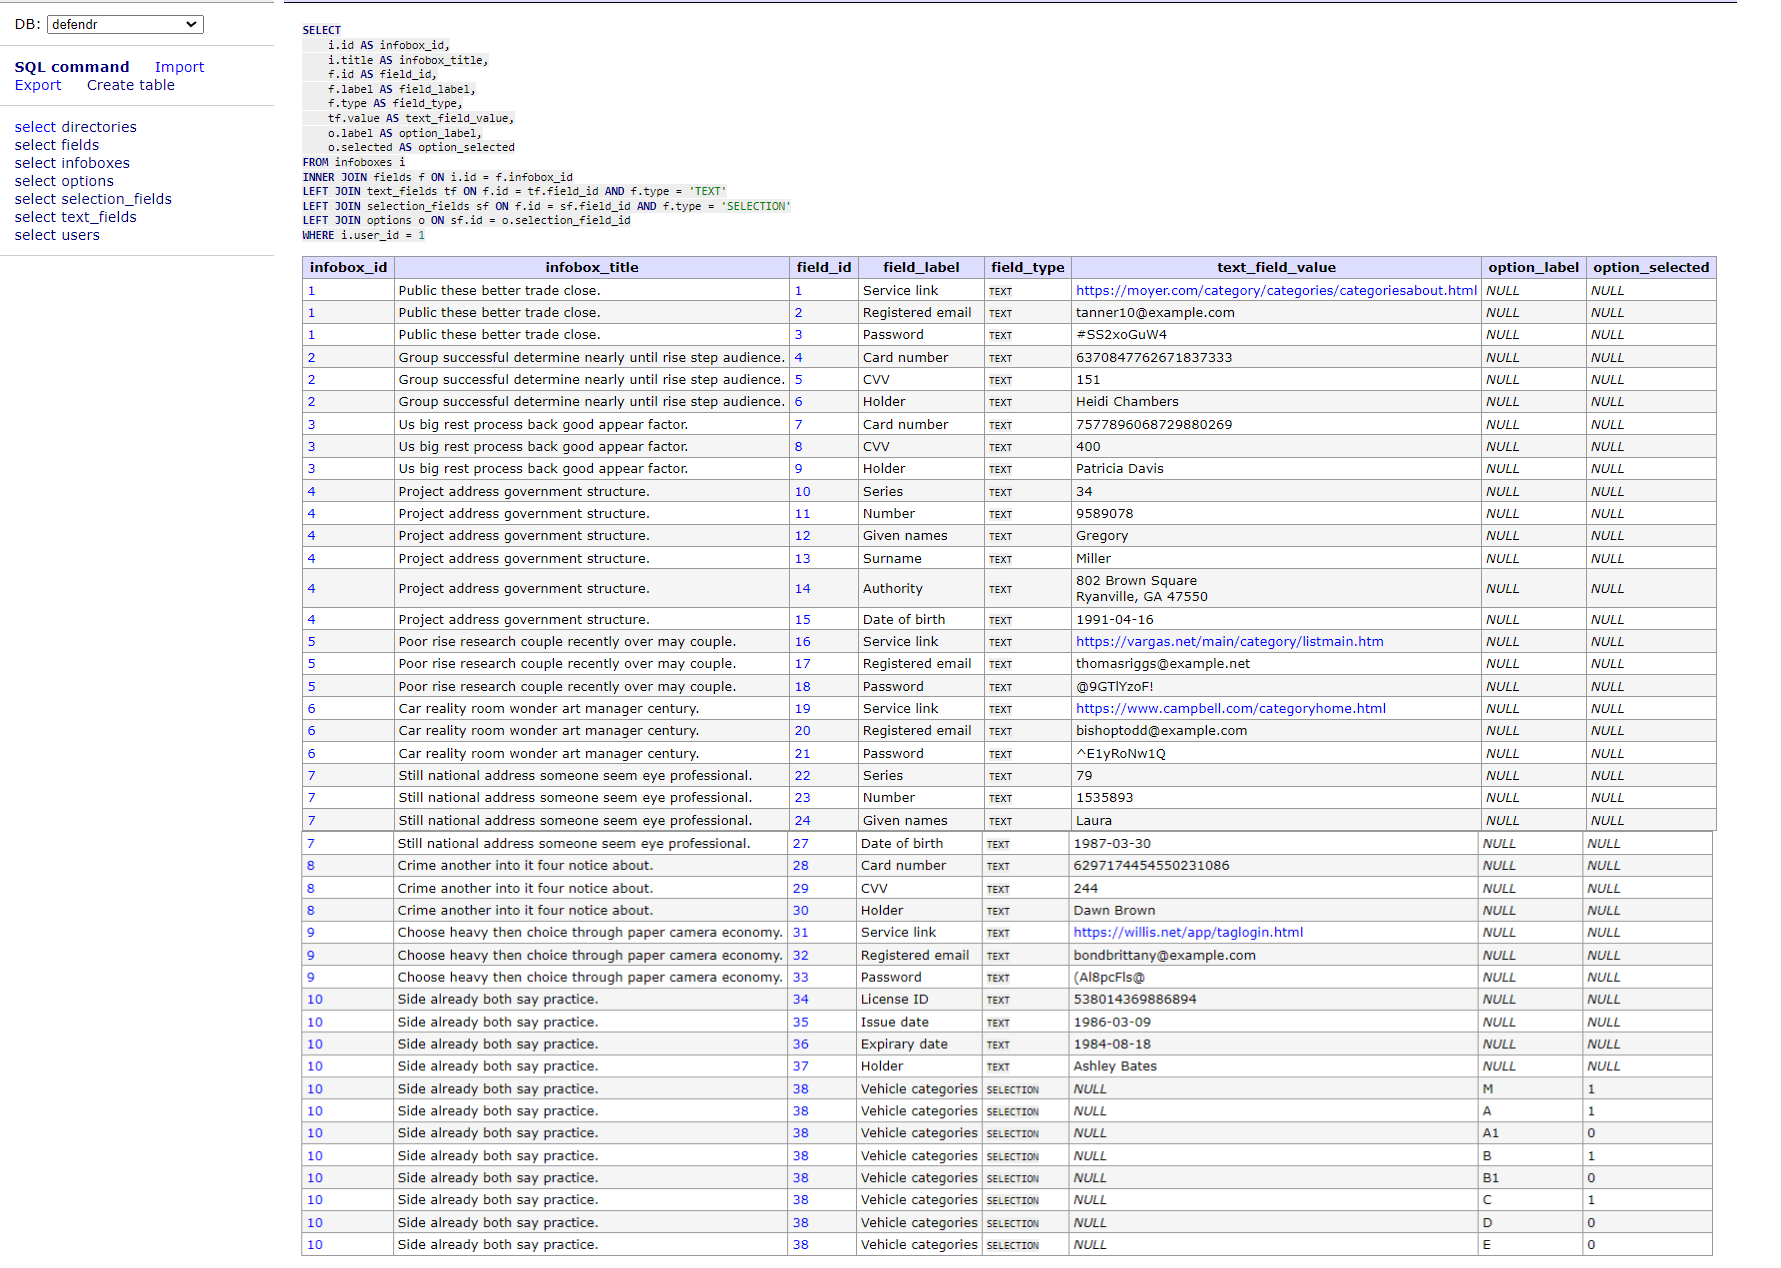 DB: defendr
SQL command Import
Export Create table
select directories
select fields
select infoboxes
select options
select selection_fields
select text_fields
select users
SELECT
i.id AS infobox_id,
i.title AS infobox_title,
f.id AS field_id,
f.label AS field_label,
f.type AS field_type,
tf.value AS text_field_value,
o.label AS option_label,
o.selected AS option_selected
FROM infoboxes i
INNER JOIN fields f ON i.id = f.infobox_id
LEFT JOIN text_fields tf ON f.id = tf.field_id AND f.type = 'TEXT'
LEFT JOIN selection_fields sf ON f.id = sf.field_id AND f.type = 'SELECTION'
LEFT JOIN options o ON sf.id = o.selection_field_id
WHERE i.user_id = 1
infobox_id infobox_title field_id field_label field_type text_field_value option_label option_selected
1 Public these better trade close. 1 Service link TEXT https://moyer.com/category/categories/categoriesabout.html NULL NULL
1 Public these better trade close. 2 Registered email TEXT tanner10@example.com NULL NULL
1 Public these better trade close. 3 Password TEXT #SS2xoGuW4 NULL NULL
2 Group successful determine nearly until rise step audience. 4 Card number TEXT 6370847762671837333 NULL NULL
2 Group successful determine nearly until rise step audience. 5 CVV TEXT 151 NULL NULL
2 Group successful determine nearly until rise step audience. 6 Holder TEXT Heidi Chambers NULL NULL
3 Us big rest process back good appear factor. 7 Card number TEXT 7577896068729880269 NULL NULL
3 Us big rest process back good appear factor. 8 CVV TEXT 400 NULL NULL
3 Us big rest process back good appear factor. 9 Holder TEXT Patricia Davis NULL NULL
4 Project address government structure. 10 Series TEXT 34 NULL NULL
4 Project address government structure. 11 Number TEXT 9589078 NULL NULL
4 Project address government structure. 12 Given names TEXT Gregory NULL NULL
4 Project address government structure. 13 Surname TEXT Miller NULL NULL
4 Project address government structure. 14 Authority TEXT 802 Brown Square
Ryanville, GA 47550 NULL NULL
4 Project address government structure. 15 Date of birth TEXT 1991-04-16 NULL NULL
5 Poor rise research couple recently over may couple. 16 Service link TEXT https://vargas.net/main/category/listmain.htm NULL NULL
5 Poor rise research couple recently over may couple. 17 Registered email TEXT thomasriggs@example.net NULL NULL
5 Poor rise research couple recently over may couple. 18 Password TEXT @9GTlYzoF! NULL NULL
6 Car reality room wonder art manager century. 19 Service link TEXT https://www.campbell.com/categoryhome.html NULL NULL
6 Car reality room wonder art manager century. 20 Registered email TEXT bishoptodd@example.com NULL NULL
6 Car reality room wonder art manager century. 21 Password TEXT ^E1yRoNw1Q NULL NULL
7 Still national address someone seem eye professional. 22 Series TEXT 79 NULL NULL
7 Still national address someone seem eye professional. 23 Number TEXT 1535893 NULL NULL
7 Still national address someone seem eye professional. 24 Given names TEXT Laura NULL NULL
7 Still national address someone seem eye professional. 27 Date of birth TEXT 1987-03-30 NULL NULL
8 Crime another into it four notice about. 28 Card number TEXT 6297174454550231086 NULL NULL
8 Crime another into it four notice about. 29 CVV TEXT 244 NULL NULL
8 Crime another into it four notice about. 30 Holder TEXT Dawn Brown NULL NULL
9 Choose heavy then choice through paper camera economy. 31 Service link TEXT https://willis.net/app/taglogin.html NULL NULL
9 Choose heavy then choice through paper camera economy. 32 Registered email TEXT bondbrittany@example.com NULL NULL
9 Choose heavy then choice through paper camera economy. 33 Password TEXT (Al8pcFls@ NULL NULL
10 Side already both say practice. 34 License ID TEXT 538014369886894 NULL NULL
10 Side already both say practice. 35 Issue date TEXT 1986-03-09 NULL NULL
10 Side already both say practice. 36 Expirary date TEXT 1984-08-18 NULL NULL
10 Side already both say practice. 37 Holder TEXT Ashley Bates NULL NULL
10 Side already both say practice. 38 Vehicle categories SELECTION NULL M 1
10 Side already both say practice. 38 Vehicle categories SELECTION NULL A 1
10 Side already both say practice. 38 Vehicle categories SELECTION NULL A1 0
10 Side already both say practice. 38 Vehicle categories SELECTION NULL B 1
10 Side already both say practice. 38 Vehicle categories SELECTION NULL B1 0
10 Side already both say practice. 38 Vehicle categories SELECTION NULL C 1
10 Side already both say practice. 38 Vehicle categories SELECTION NULL D 0
10 Side already both say practice. 38 Vehicle categories SELECTION NULL E 0